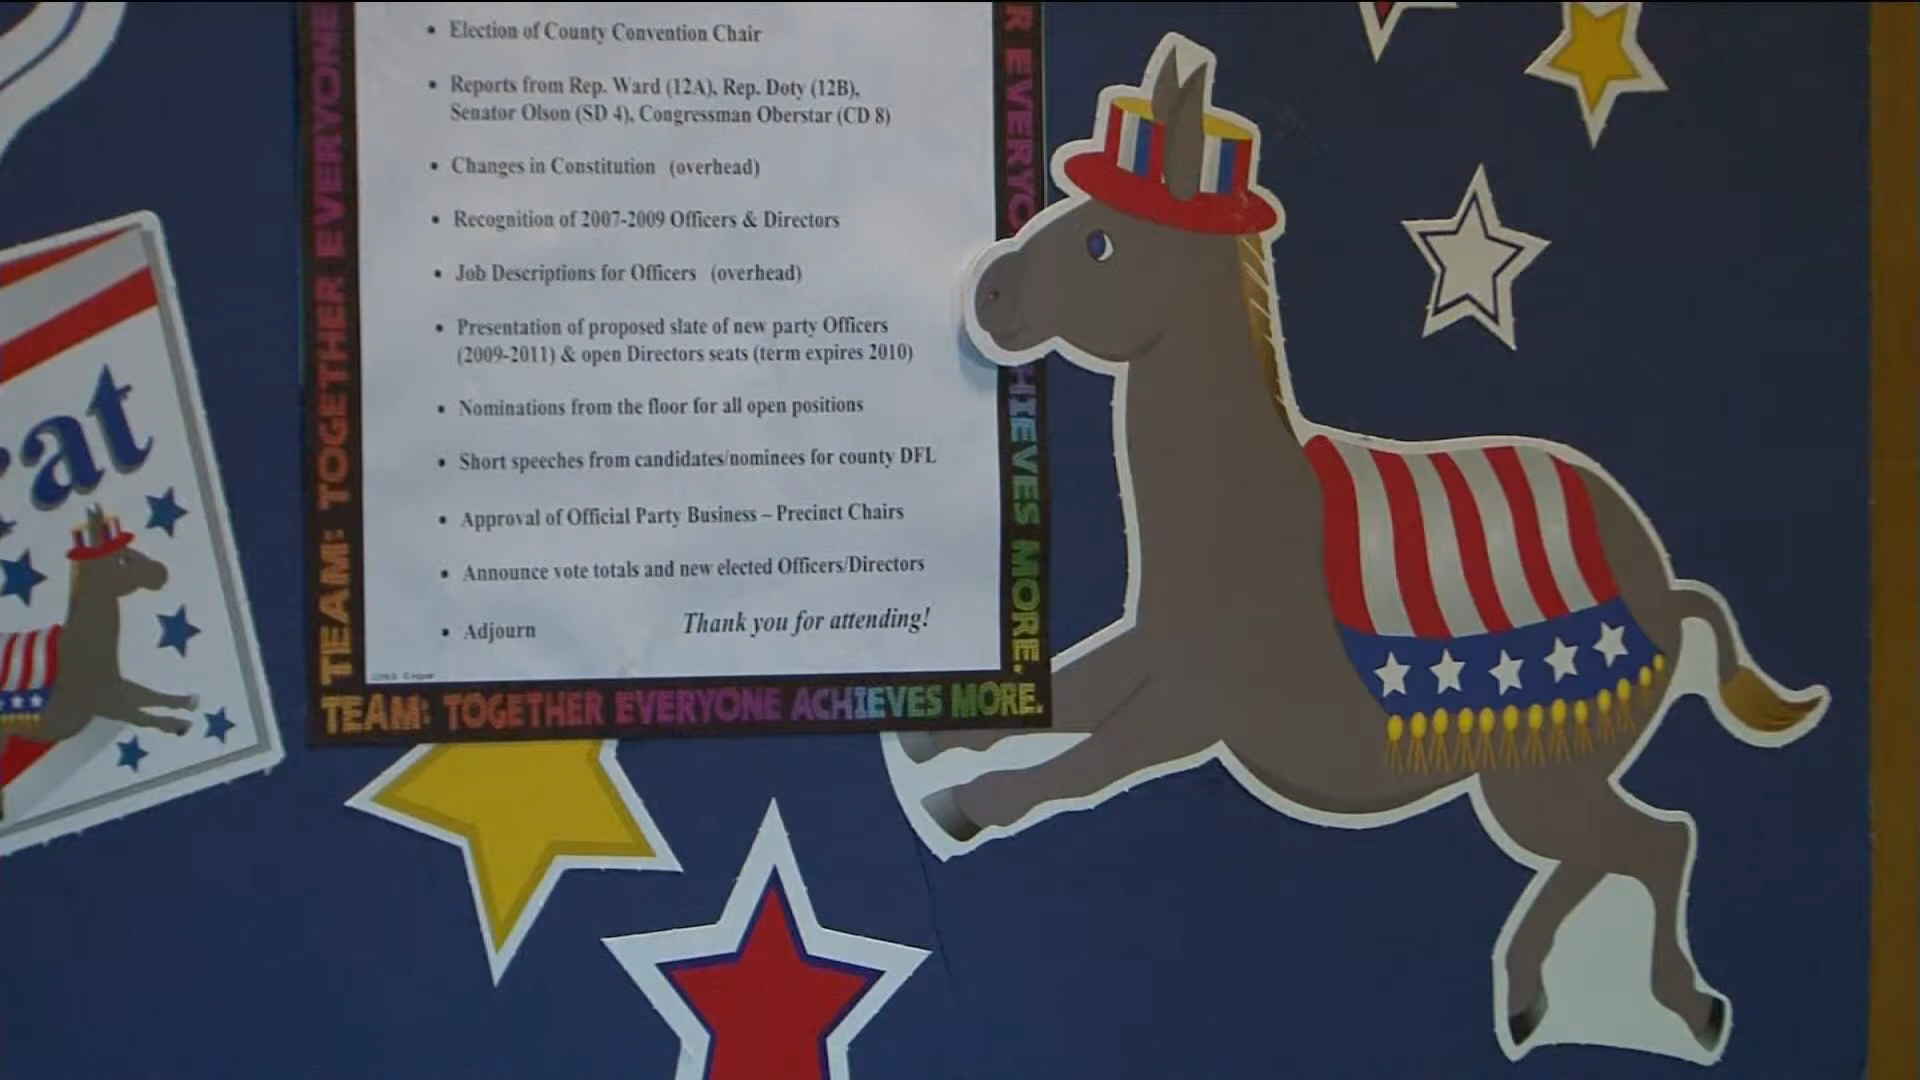 • Election of County Convention Chair
• Reports from Rep. Ward (12A), Rep. Doty (12B),
Senator Olson (SD 4), Congressman Oberstar (CD 8)
• Changes in Constitution (overhead)
• Recognition of 2007-2009 Officers & Directors
• Job Descriptions for Officers (overhead)
• Presentation of proposed slate of new party Officers
(2009-2011) & open Directors seats (term expires 2010)
• Nominations from the floor for all open positions
• Short speeches from candidates/nominees for county DFL
• Approval of Official Party Business – Precinct Chairs
• Announce vote totals and new elected Officers/Directors
• Adjourn
Thank you for attending!
TEAM: TOGETHER EVERYONE
R EVERYO HIEVES MORE.
TEAM: TOGETHER EVERYONE ACHIEVES MORE.
rat